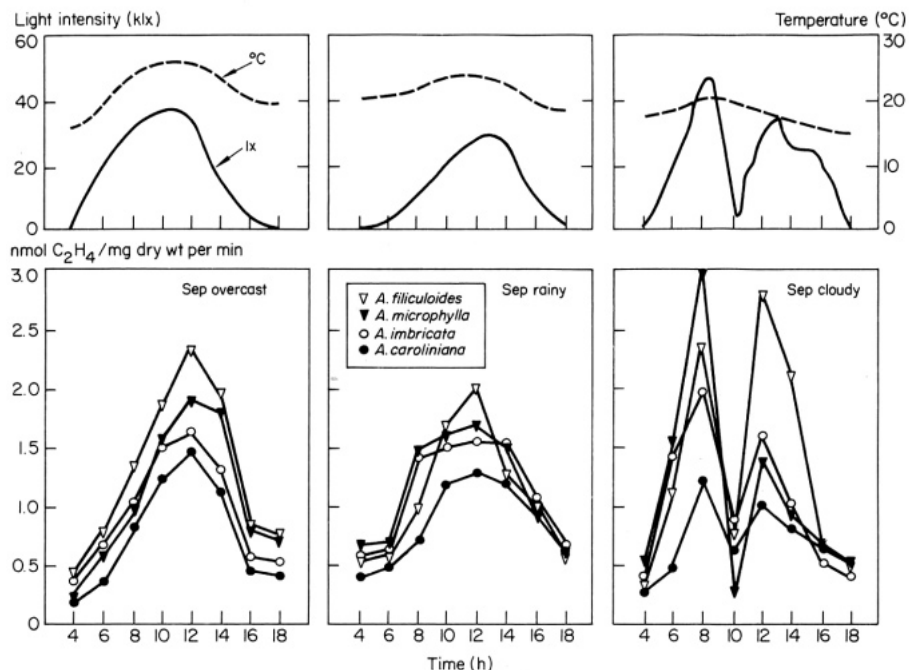 Light intensity (klx)
Temperature (°C)
60
40
20
0
°C
lx
30
20
10
0
nmol C₂H₄/mg dry wt per min
3.0
2.5
2.0
1.5
1.0
0.5
0
Sep overcast
▽ A. filiculoides
▼ A. microphylla
○ A. imbricata
● A. caroliniana
Sep rainy
Sep cloudy
4 6 8 10 12 14 16 18
4 6 8 10 12 14 16 18
4 6 8 10 12 14 16 18
Time (h)